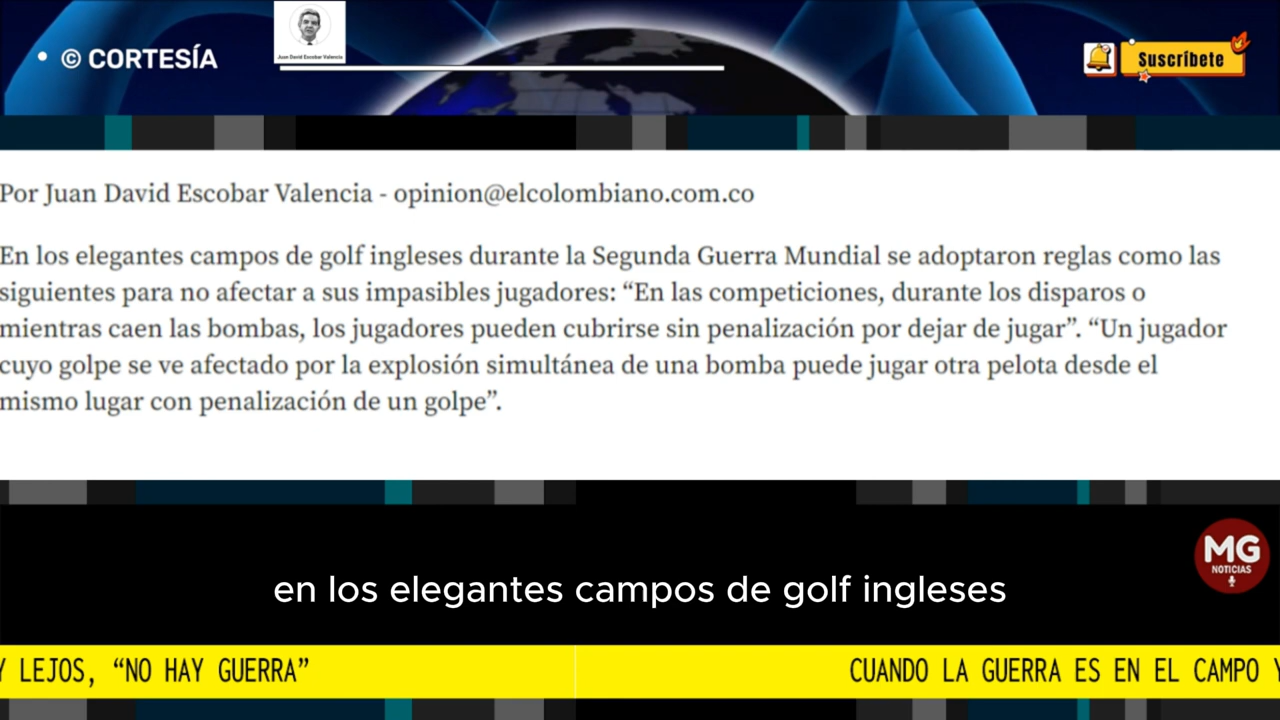 © CORTESÍA
Juan David Escobar Valencia
Suscríbete
Por Juan David Escobar Valencia - opinion@elcolombiano.com.co
En los elegantes campos de golf ingleses durante la Segunda Guerra Mundial se adoptaron reglas como las
siguientes para no afectar a sus impasibles jugadores: “En las competiciones, durante los disparos o
mientras caen las bombas, los jugadores pueden cubrirse sin penalización por dejar de jugar”. “Un jugador
cuyo golpe se ve afectado por la explosión simultánea de una bomba puede jugar otra pelota desde el
mismo lugar con penalización de un golpe”.
MG
NOTICIAS
en los elegantes campos de golf ingleses
Y LEJOS, “NO HAY GUERRA”
CUANDO LA GUERRA ES EN EL CAMPO Y